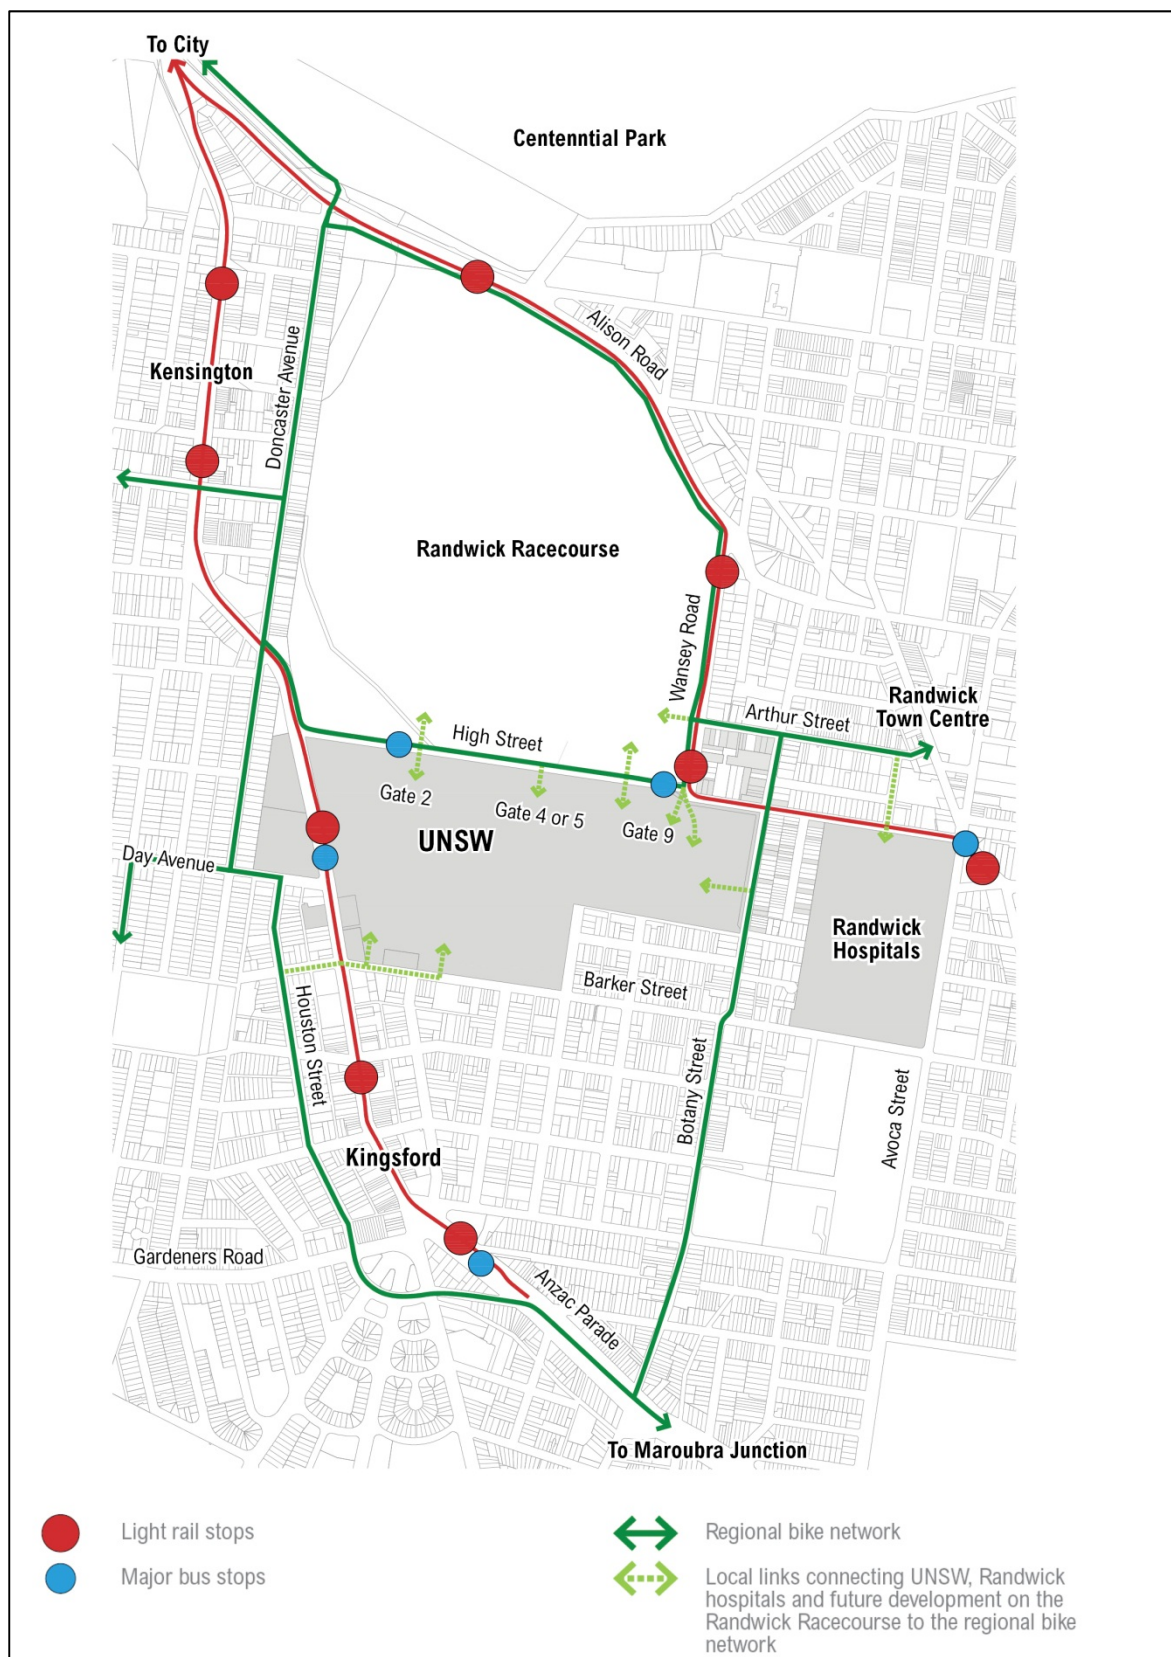 To City
Centenntial Park
Alison Road
Kensington
Doncaster Avenue
Randwick Racecourse
Wansey Road
Randwick
Town Centre
Arthur Street
High Street
Gate 2
Gate 4 or 5
Gate 9
UNSW
Day Avenue
Randwick
Hospitals
Barker Street
Houston Street
Botany Street
Avoca Street
Kingsford
Gardeners Road
Anzac Parade
To Maroubra Junction
Light rail stops
Major bus stops
Regional bike network
Local links connecting UNSW, Randwick
hospitals and future development on the
Randwick Racecourse to the regional bike
network